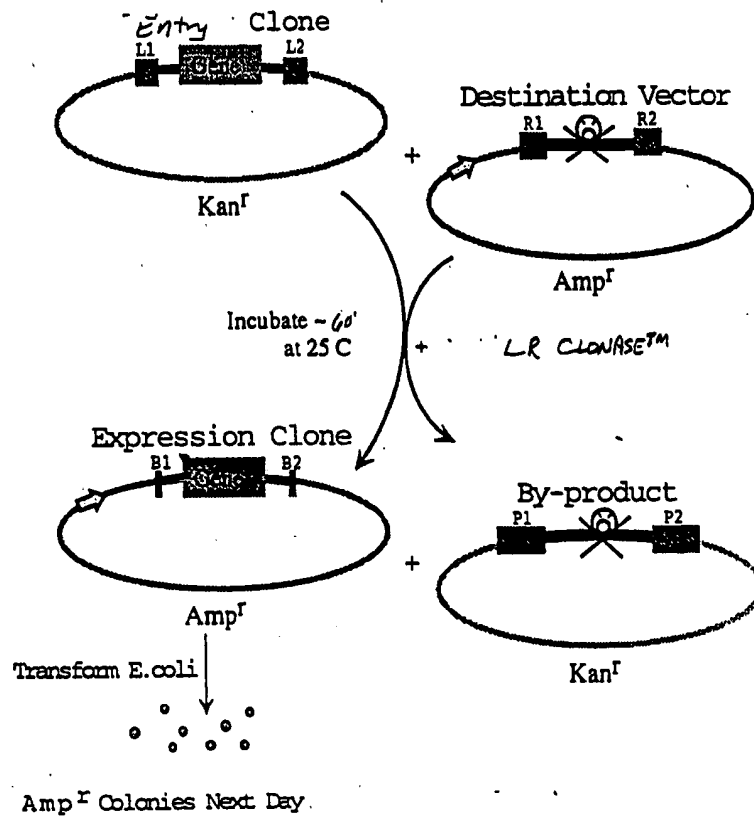 Entry Clone
L1 L2
Gene
Kanʳ
+
Destination Vector
R1 R2
Ampʳ
Incubate ~ 60'
at 25 C
+ LR CLONASE™
Expression Clone
B1 B2
Gene
Ampʳ
+
By-product
P1 P2
Kanʳ
Transform E.coli
Ampʳ Colonies Next Day